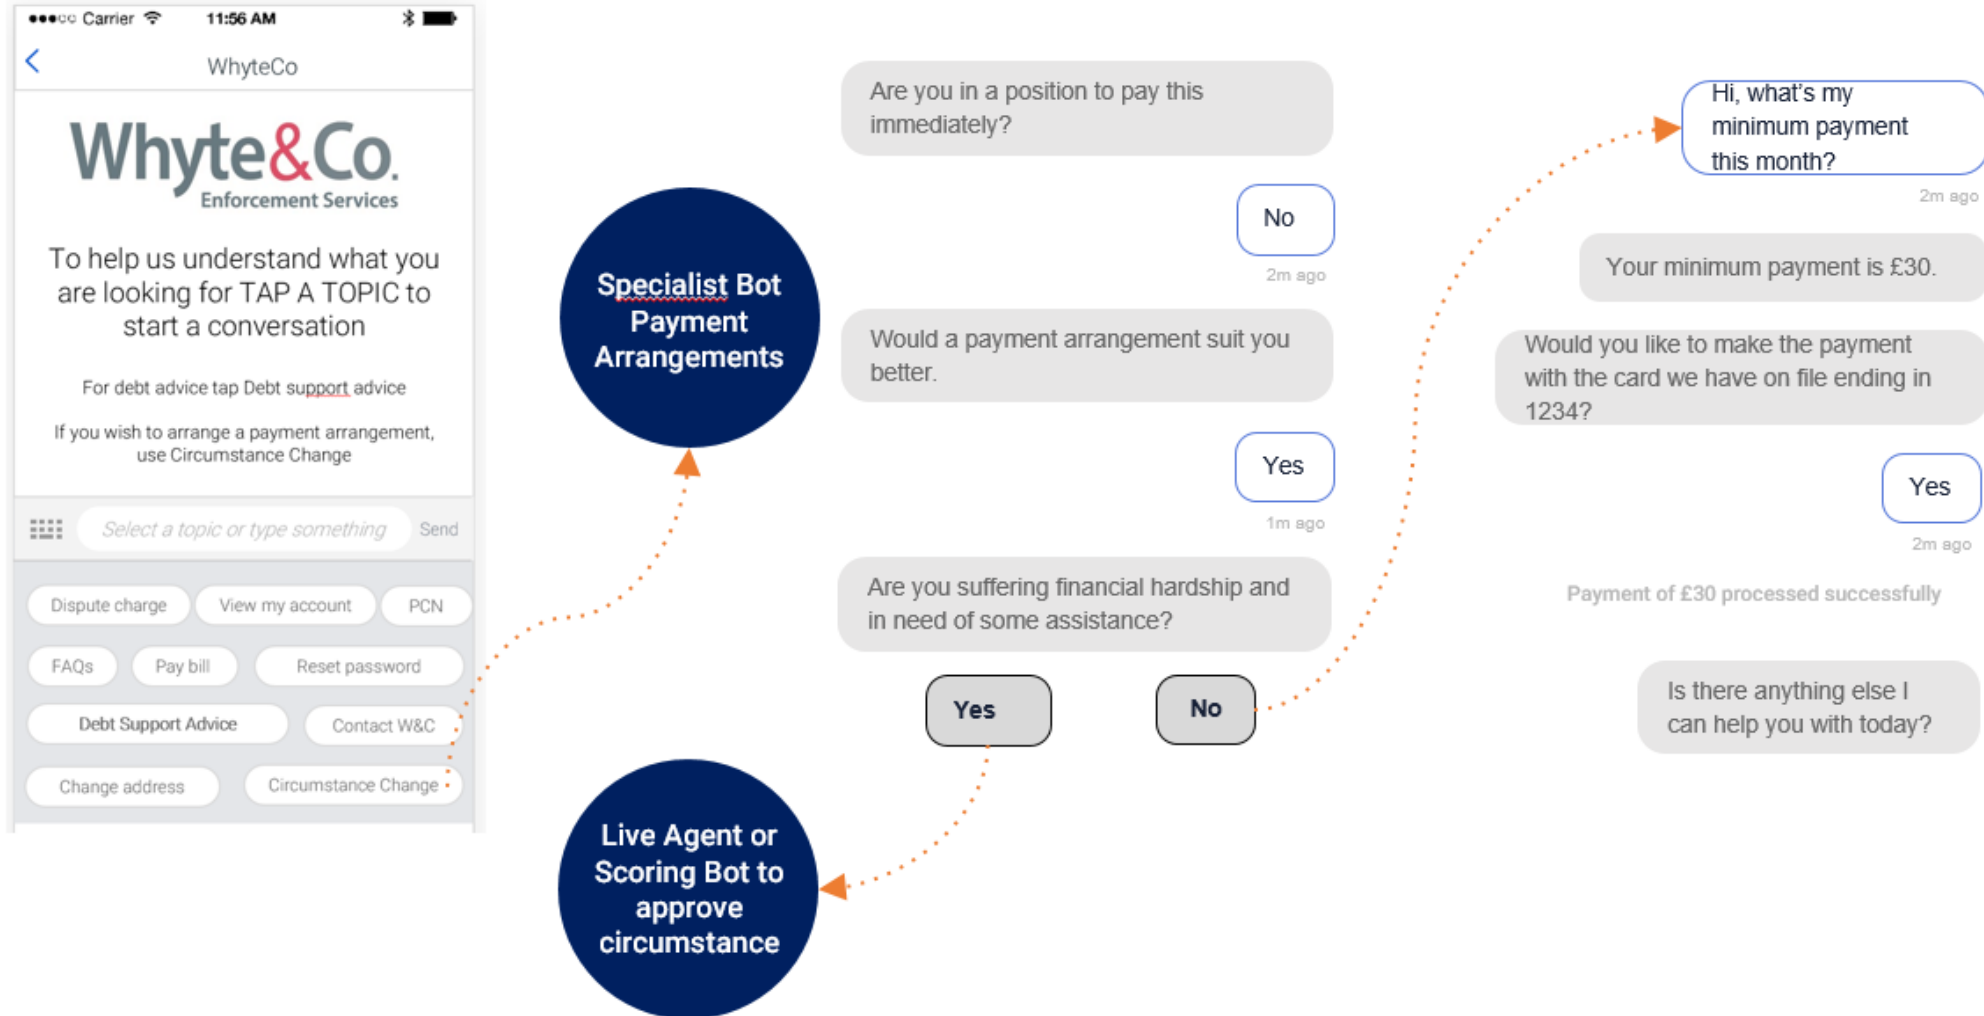 Carrier
11:56 AM
WhyteCo
Whyte&Co.
Enforcement Services
To help us understand what you
are looking for TAP A TOPIC to
start a conversation
For debt advice tap Debt support advice
If you wish to arrange a payment arrangement,
use Circumstance Change
Select a topic or type something
Send
Dispute charge
View my account
PCN
FAQs
Pay bill
Reset password
Debt Support Advice
Contact W&C
Change address
Circumstance Change
Specialist Bot
Payment
Arrangements
Live Agent or
Scoring Bot to
approve
circumstance
Are you in a position to pay this
immediately?
No
2m ago
Would a payment arrangement suit you
better.
Yes
1m ago
Are you suffering financial hardship and
in need of some assistance?
Yes
No
Hi, what's my
minimum payment
this month?
2m ago
Your minimum payment is £30.
Would you like to make the payment
with the card we have on file ending in
1234?
Yes
2m ago
Payment of £30 processed successfully
Is there anything else I
can help you with today?